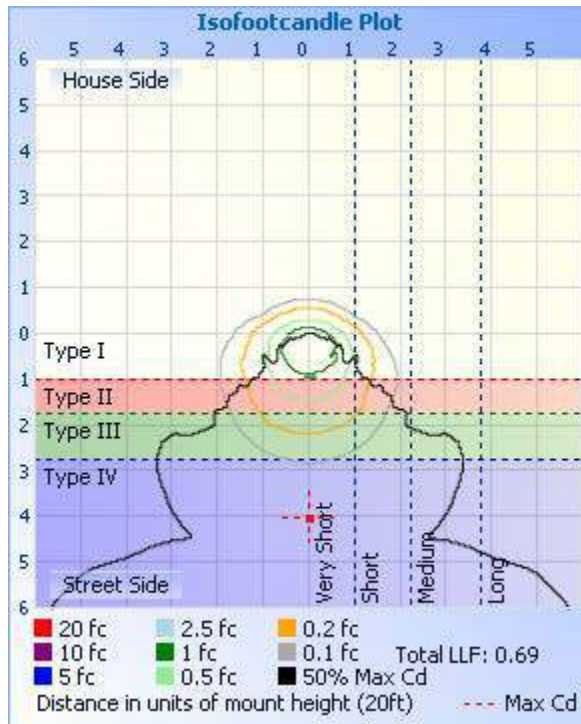 Isofootcandle Plot
5 4 3 2 1 0 1 2 3 4 5
6
House Side
5
4
3
2
1
0
Type I
1
Type II
2
Type III
3
Type IV
4
5
Street Side
6
Very Short
Short
Medium
Long
20 fc 2.5 fc 0.2 fc
10 fc 1 fc 0.1 fc Total LLF: 0.69
5 fc 0.5 fc 50% Max Cd
Distance in units of mount height (20ft) Max Cd